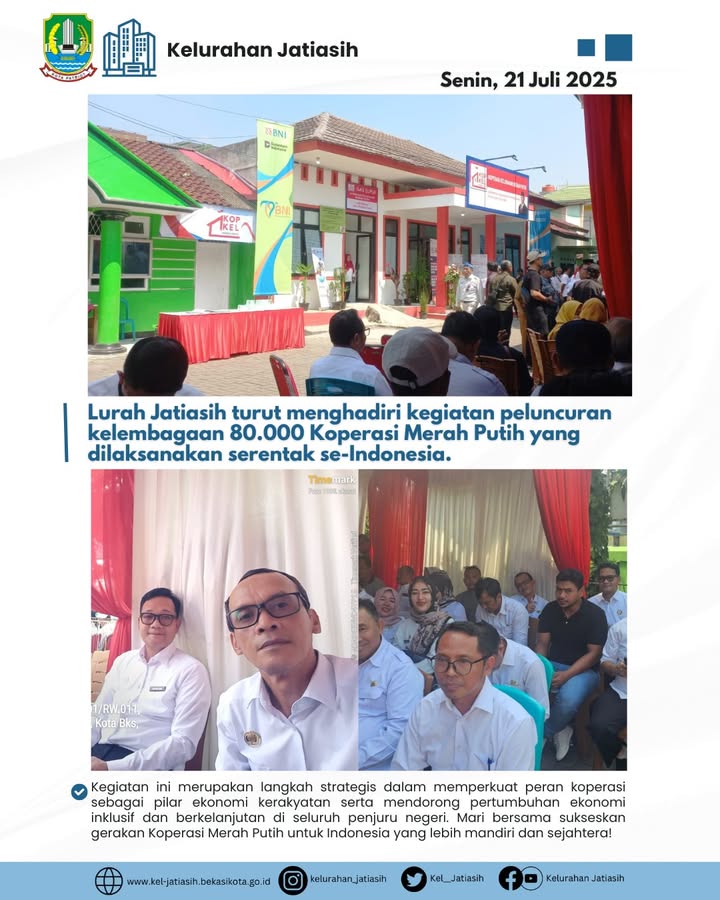 KOTA PATRIOT
Kelurahan Jatiasih
Senin, 21 Juli 2025
BNI
BNI
KOP
KEL
Lurah Jatiasih turut menghadiri kegiatan peluncuran
kelembagaan 80.000 Koperasi Merah Putih yang
dilaksanakan serentak se-Indonesia.
Timemark
01/RW.011,
, Kota Bks,
Kegiatan ini merupakan langkah strategis dalam memperkuat peran koperasi
sebagai pilar ekonomi kerakyatan serta mendorong pertumbuhan ekonomi
inklusif dan berkelanjutan di seluruh penjuru negeri. Mari bersama sukseskan
gerakan Koperasi Merah Putih untuk Indonesia yang lebih mandiri dan sejahtera!
www.kel-jatiasih.bekasikota.go.id
kelurahan_jatiasih
Kel__Jatiasih
Kelurahan Jatiasih